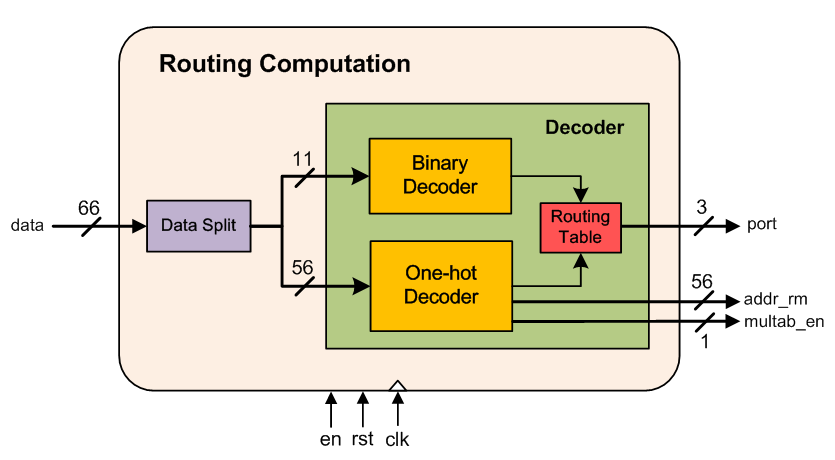 Routing Computation
Decoder
11
Binary
Decoder
66
data
Data Split
Routing
Table
3
port
56
One-hot
Decoder
56
addr_rm
multab_en
1
en rst clk